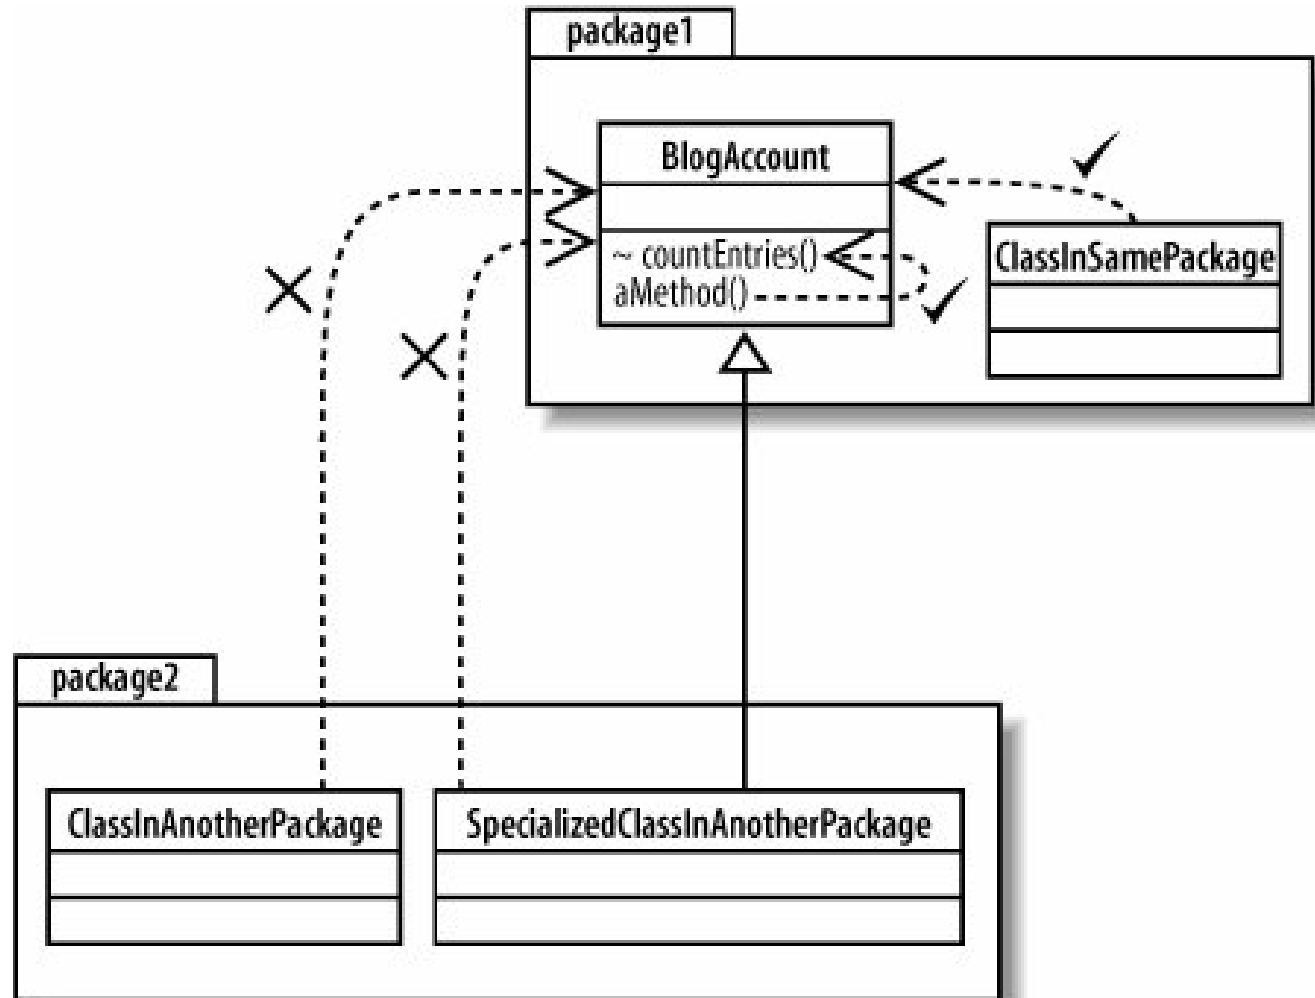 package1
BlogAccount
~ countEntries()
aMethod()
ClassInSamePackage
package2
ClassInAnotherPackage
SpecializedClassInAnotherPackage